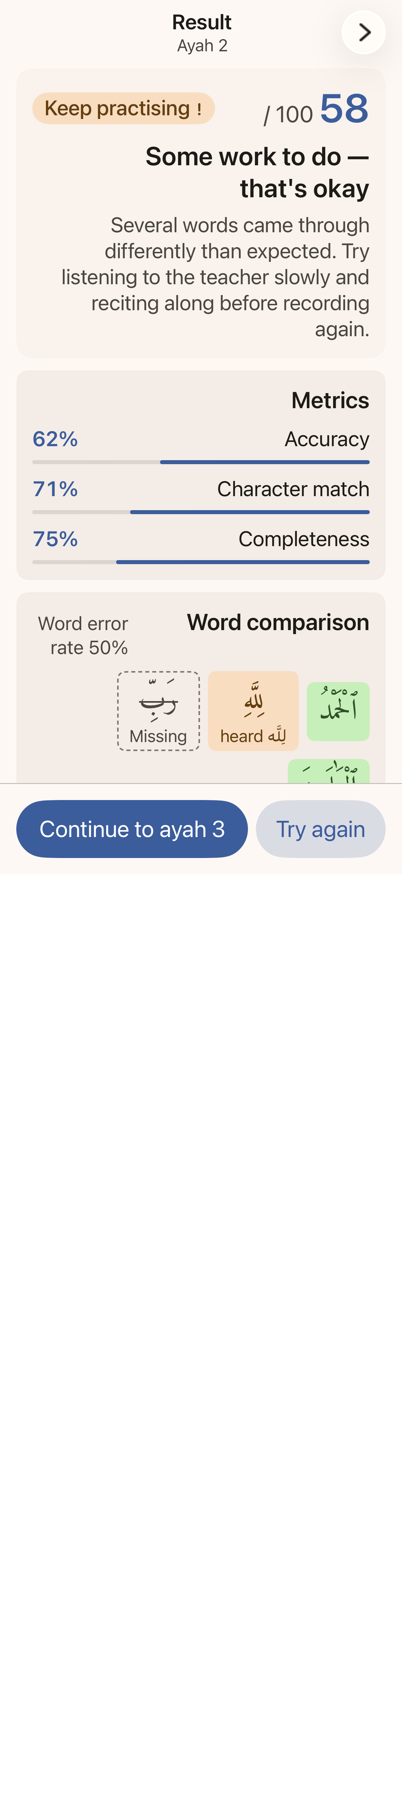 Result
Ayah 2
Keep practising !
58 / 100
Some work to do —
that's okay
Several words came through
differently than expected. Try
listening to the teacher slowly and
reciting along before recording
again.
Metrics
Accuracy 62%
Character match 71%
Completeness 75%
Word comparison
Word error
rate 50%
ٱلْحَمْدُ
لِلَّهِ
heard لِلَّه
رَبِّ
Missing
Continue to ayah 3
Try again